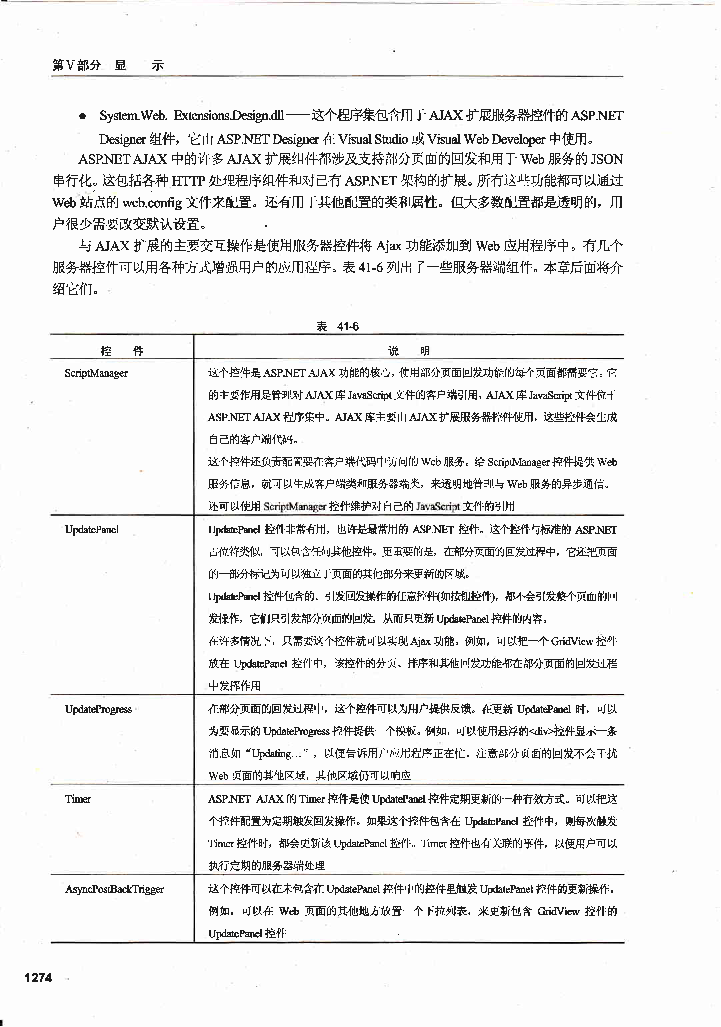 第V部分 显 示
● System.Web. Extensions.Design.dll——这个程序集包含用于AJAX扩展服务器控件的ASP.NET
Designer组件，它由ASP.NET Designer在Visual Studio或Visual Web Developer中使用。
ASP.NET AJAX中的许多AJAX扩展组件都涉及支持部分页面的回发和用于Web服务的JSON
串行化。这包括各种HTTP处理程序组件和对已有ASP.NET架构的扩展。所有这些功能都可以通过
Web站点的web.config文件来配置。还有用于其他配置的类和属性。但大多数配置都是透明的，用
户很少需要改变默认设置。
与AJAX扩展的主要交互操作是使用服务器控件将Ajax功能添加到Web应用程序中。有几个
服务器控件可以用各种方式增强用户的应用程序。表41-6列出了一些服务器端组件。本章后面将介
绍它们。
表 41-6
控 件 说 明
ScriptManager 这个控件是ASP.NET AJAX功能的核心，使用部分页面回发功能的每个页面都需要它；它
的主要作用是管理对AJAX库JavaScript文件的客户端引用，AJAX库JavaScript文件位于
ASP.NET AJAX程序集中。AJAX库主要由AJAX扩展服务器控件使用，这些控件会生成
自己的客户端代码。
这个控件还负责配置要在客户端代码中访问的Web服务。给ScriptManager控件提供Web
服务信息，就可以生成客户端类和服务器端类，来透明地管理与Web服务的异步通信。
还可以使用ScriptManager控件维护对自己的JavaScript文件的引用
UpdatePanel UpdatePanel控件非常有用，也许是最常用的ASP.NET控件。这个控件与标准的ASP.NET
占位符类似，可以包含任何其他控件。更重要的是，在部分页面的回发过程中，它还把页面
的一部分标记为可以独立于页面的其他部分来更新的区域。
UpdatePanel控件包含的、引发回发操作的任意控件(如按钮控件)，都不会引发整个页面的回
发操作，它们只引发部分页面的回发，从而只更新UpdatePanel控件的内容。
在许多情况下，只需要这个控件就可以实现Ajax功能，例如，可以把一个GridView控件
放在UpdatePanel控件中，该控件的分页、排序和其他回发功能都在部分页面的回发过程
中发挥作用
UpdateProgress 在部分页面的回发过程中，这个控件可以为用户提供反馈。在更新UpdatePanel时，可以
为要显示的UpdateProgress控件提供一个模板。例如，可以使用悬浮的<div>控件显示一条
消息如“Updating...”，以便告诉用户应用程序正在忙。注意部分页面的回发不会干扰
Web页面的其他区域，其他区域仍可以响应
Timer ASP.NET AJAX的Timer控件是使UpdatePanel控件定期更新的一种有效方式。可以把这
个控件配置为定期触发回发操作。如果这个控件包含在UpdatePanel控件中，则每次触发
Timer控件时，都会更新该UpdatePanel控件。Timer控件也有关联的事件，以便用户可以
执行定期的服务器端处理
AsyncPostBackTrigger 这个控件可以在未包含在UpdatePanel控件中的控件里触发UpdatePanel控件的更新操作。
例如，可以在Web页面的其他地方放置一个下拉列表，来更新包含GridView控件的
UpdatePanel控件
1274